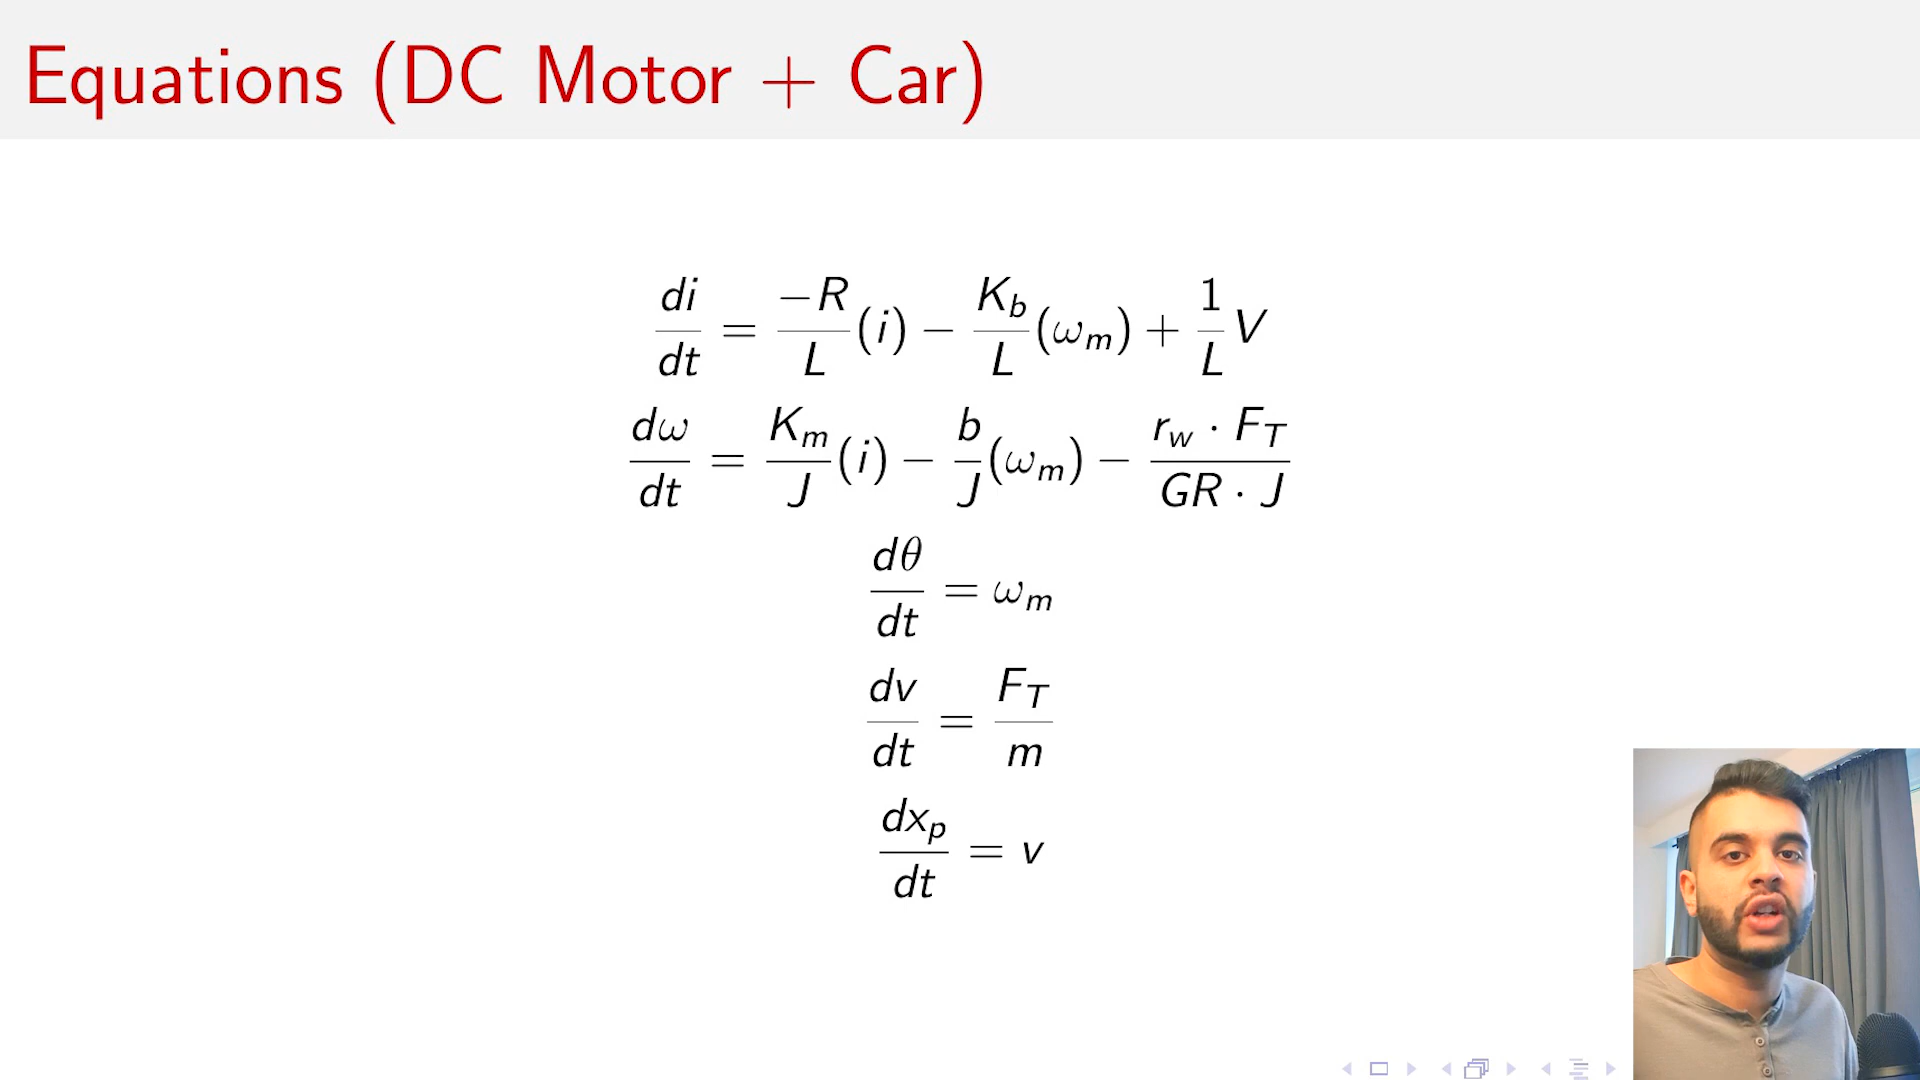 Equations (DC Motor + Car)
di/dt = −R/L (i) − K_b/L (ω_m) + 1/L V
dω/dt = K_m/J (i) − b/J (ω_m) − r_w · F_T / GR · J
dθ/dt = ω_m
dv/dt = F_T/m
dx_p/dt = v